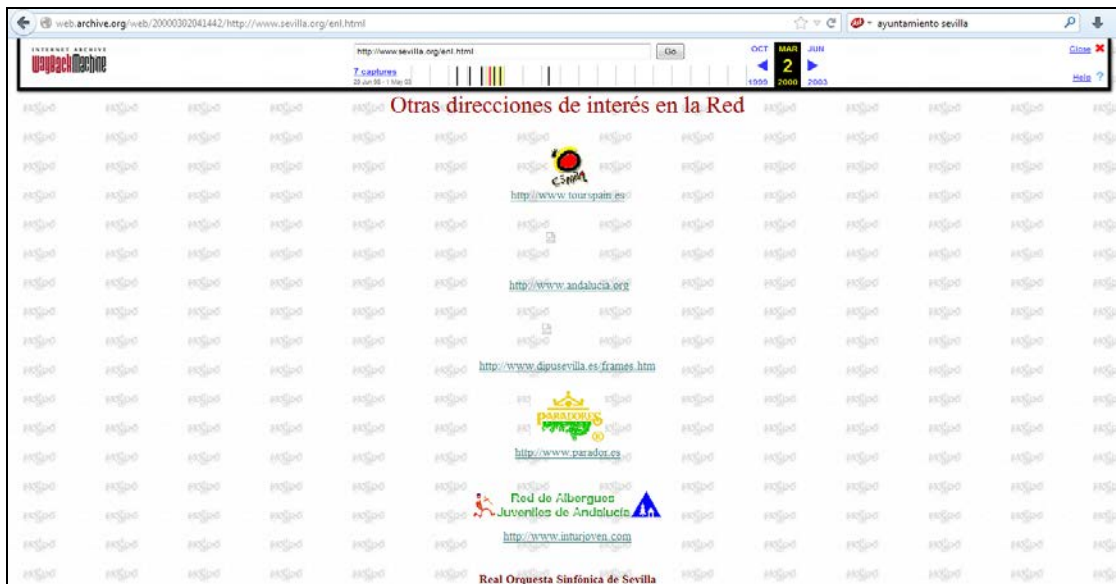 web.archive.org/web/20000302041442/http://www.sevilla.org/enl.html
ayuntamiento sevilla
INTERNET ARCHIVE
WayBackMachine
http://www.sevilla.org/enl.html
Go
OCT MAR JUN
Close
7 captures
2
Help ?
1999 2000 2003
Otras direcciones de interés en la Red
España
http://www.tourspain.es
http://www.andalucia.org
http://www.dipusevilla.es/frames.htm
PARADORES
http://www.parador.es
Red de Albergues
Juveniles de Andalucía
http://www.inturjoven.com
Real Orquesta Sinfónica de Sevilla